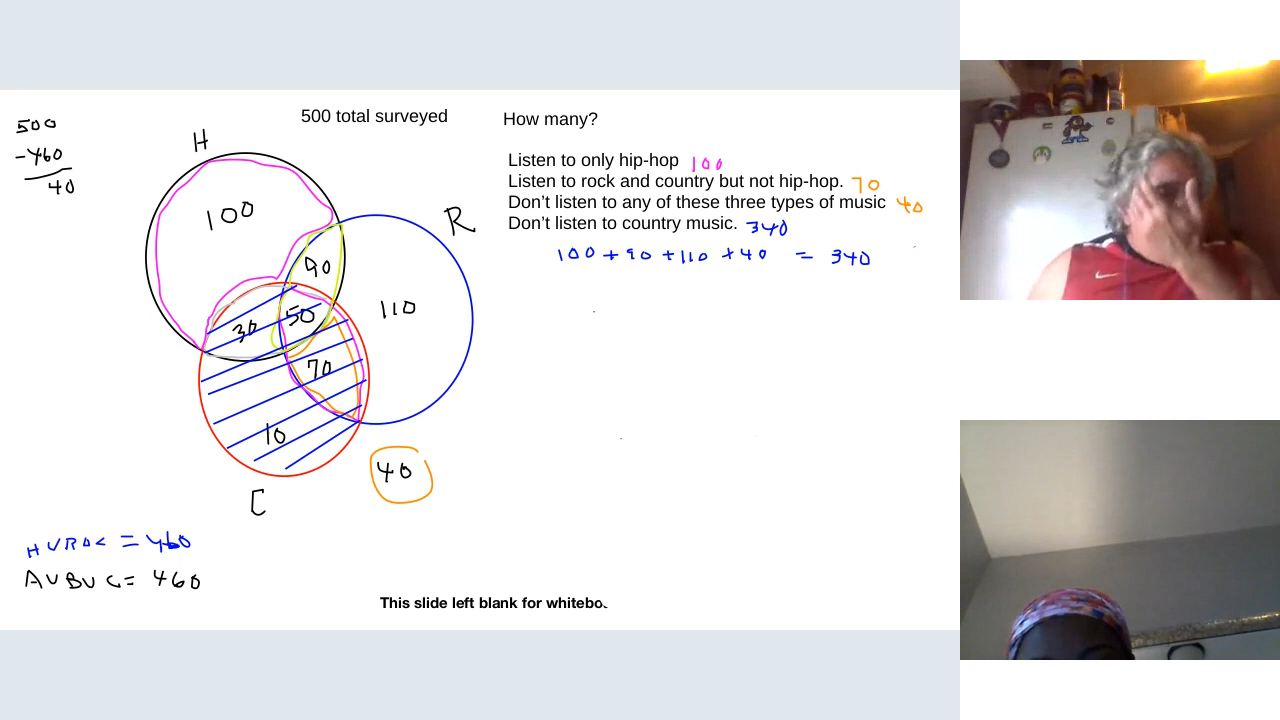 500 total surveyed
How many?
500
-460
40
H
R
C
100
90
110
30
50
70
10
40
Listen to only hip-hop 100
Listen to rock and country but not hip-hop. 70
Don't listen to any of these three types of music 40
Don't listen to country music. 340
100 + 90 + 110 + 40 = 340
= 460
AUBUC = 460
This slide left blank for whitebo